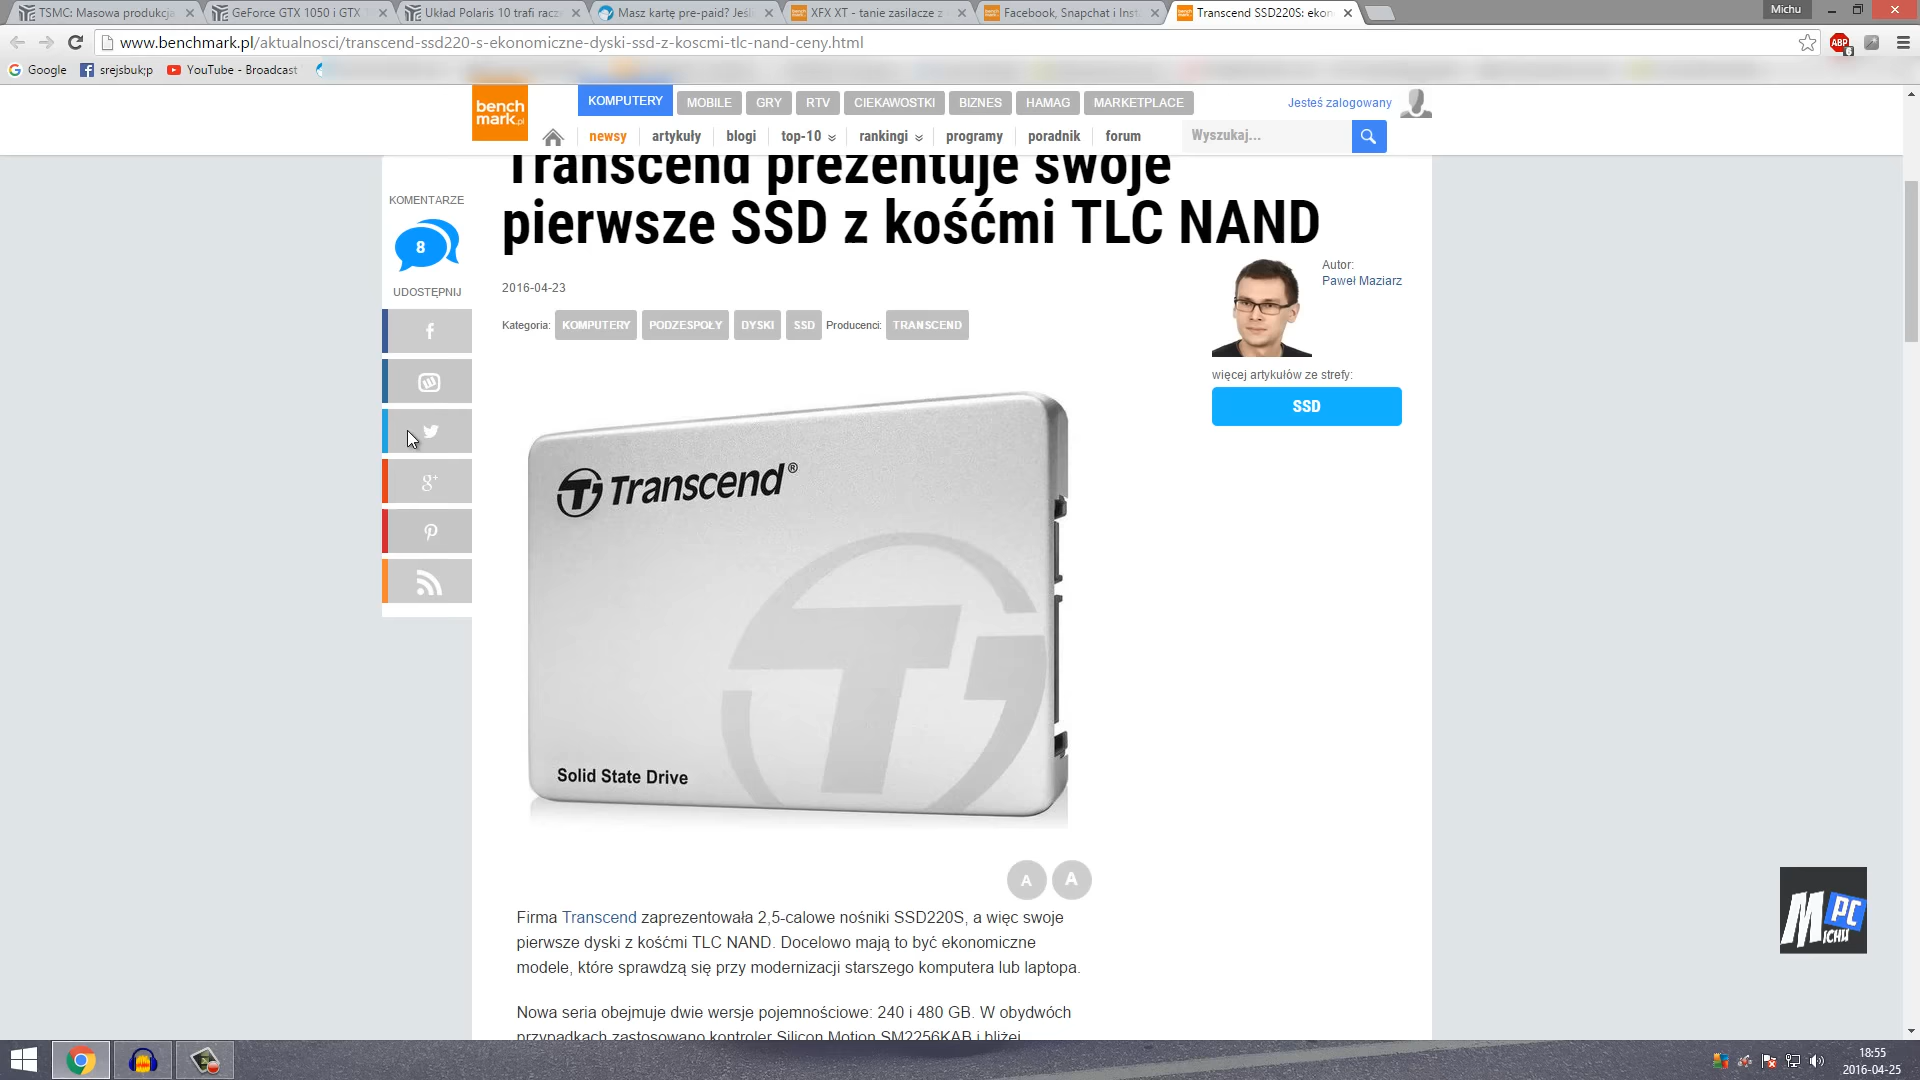 TSMC: Masowa produkcja
GeForce GTX 1050 i GTX
Układ Polaris 10 trafi racze
Masz kartę pre-paid? Jeśli
XFX XT - tanie zasilacze z
Facebook, Snapchat i Inst
Transcend SSD220S: ekon
Michu
www.benchmark.pl/aktualnosci/transcend-ssd220-s-ekonomiczne-dyski-ssd-z-koscmi-tlc-nand-ceny.html
ABP
6
Google
srejsbuk;p
YouTube - Broadcast
bench
mark.pl
KOMPUTERY
MOBILE
GRY
RTV
CIEKAWOSTKI
BIZNES
HAMAG
MARKETPLACE
Jesteś zalogowany
newsy
artykuły
blogi
top-10
rankingi
programy
poradnik
forum
Wyszukaj...
Transcend prezentuje swoje
pierwsze SSD z kośćmi TLC NAND
KOMENTARZE
8
UDOSTĘPNIJ
2016-04-23
Kategoria: KOMPUTERY PODZESPOŁY DYSKI SSD Producenci: TRANSCEND
Autor:
Paweł Maziarz
więcej artykułów ze strefy:
SSD
Transcend®
Solid State Drive
A A
Firma Transcend zaprezentowała 2,5-calowe nośniki SSD220S, a więc swoje
pierwsze dyski z kośćmi TLC NAND. Docelowo mają to być ekonomiczne
modele, które sprawdzą się przy modernizacji starszego komputera lub laptopa.
Nowa seria obejmuje dwie wersje pojemnościowe: 240 i 480 GB. W obydwóch
przypadkach zastosowano kontroler Silicon Motion SM2256KAB i bliżej
MICHU
PC
18:55
2016-04-25